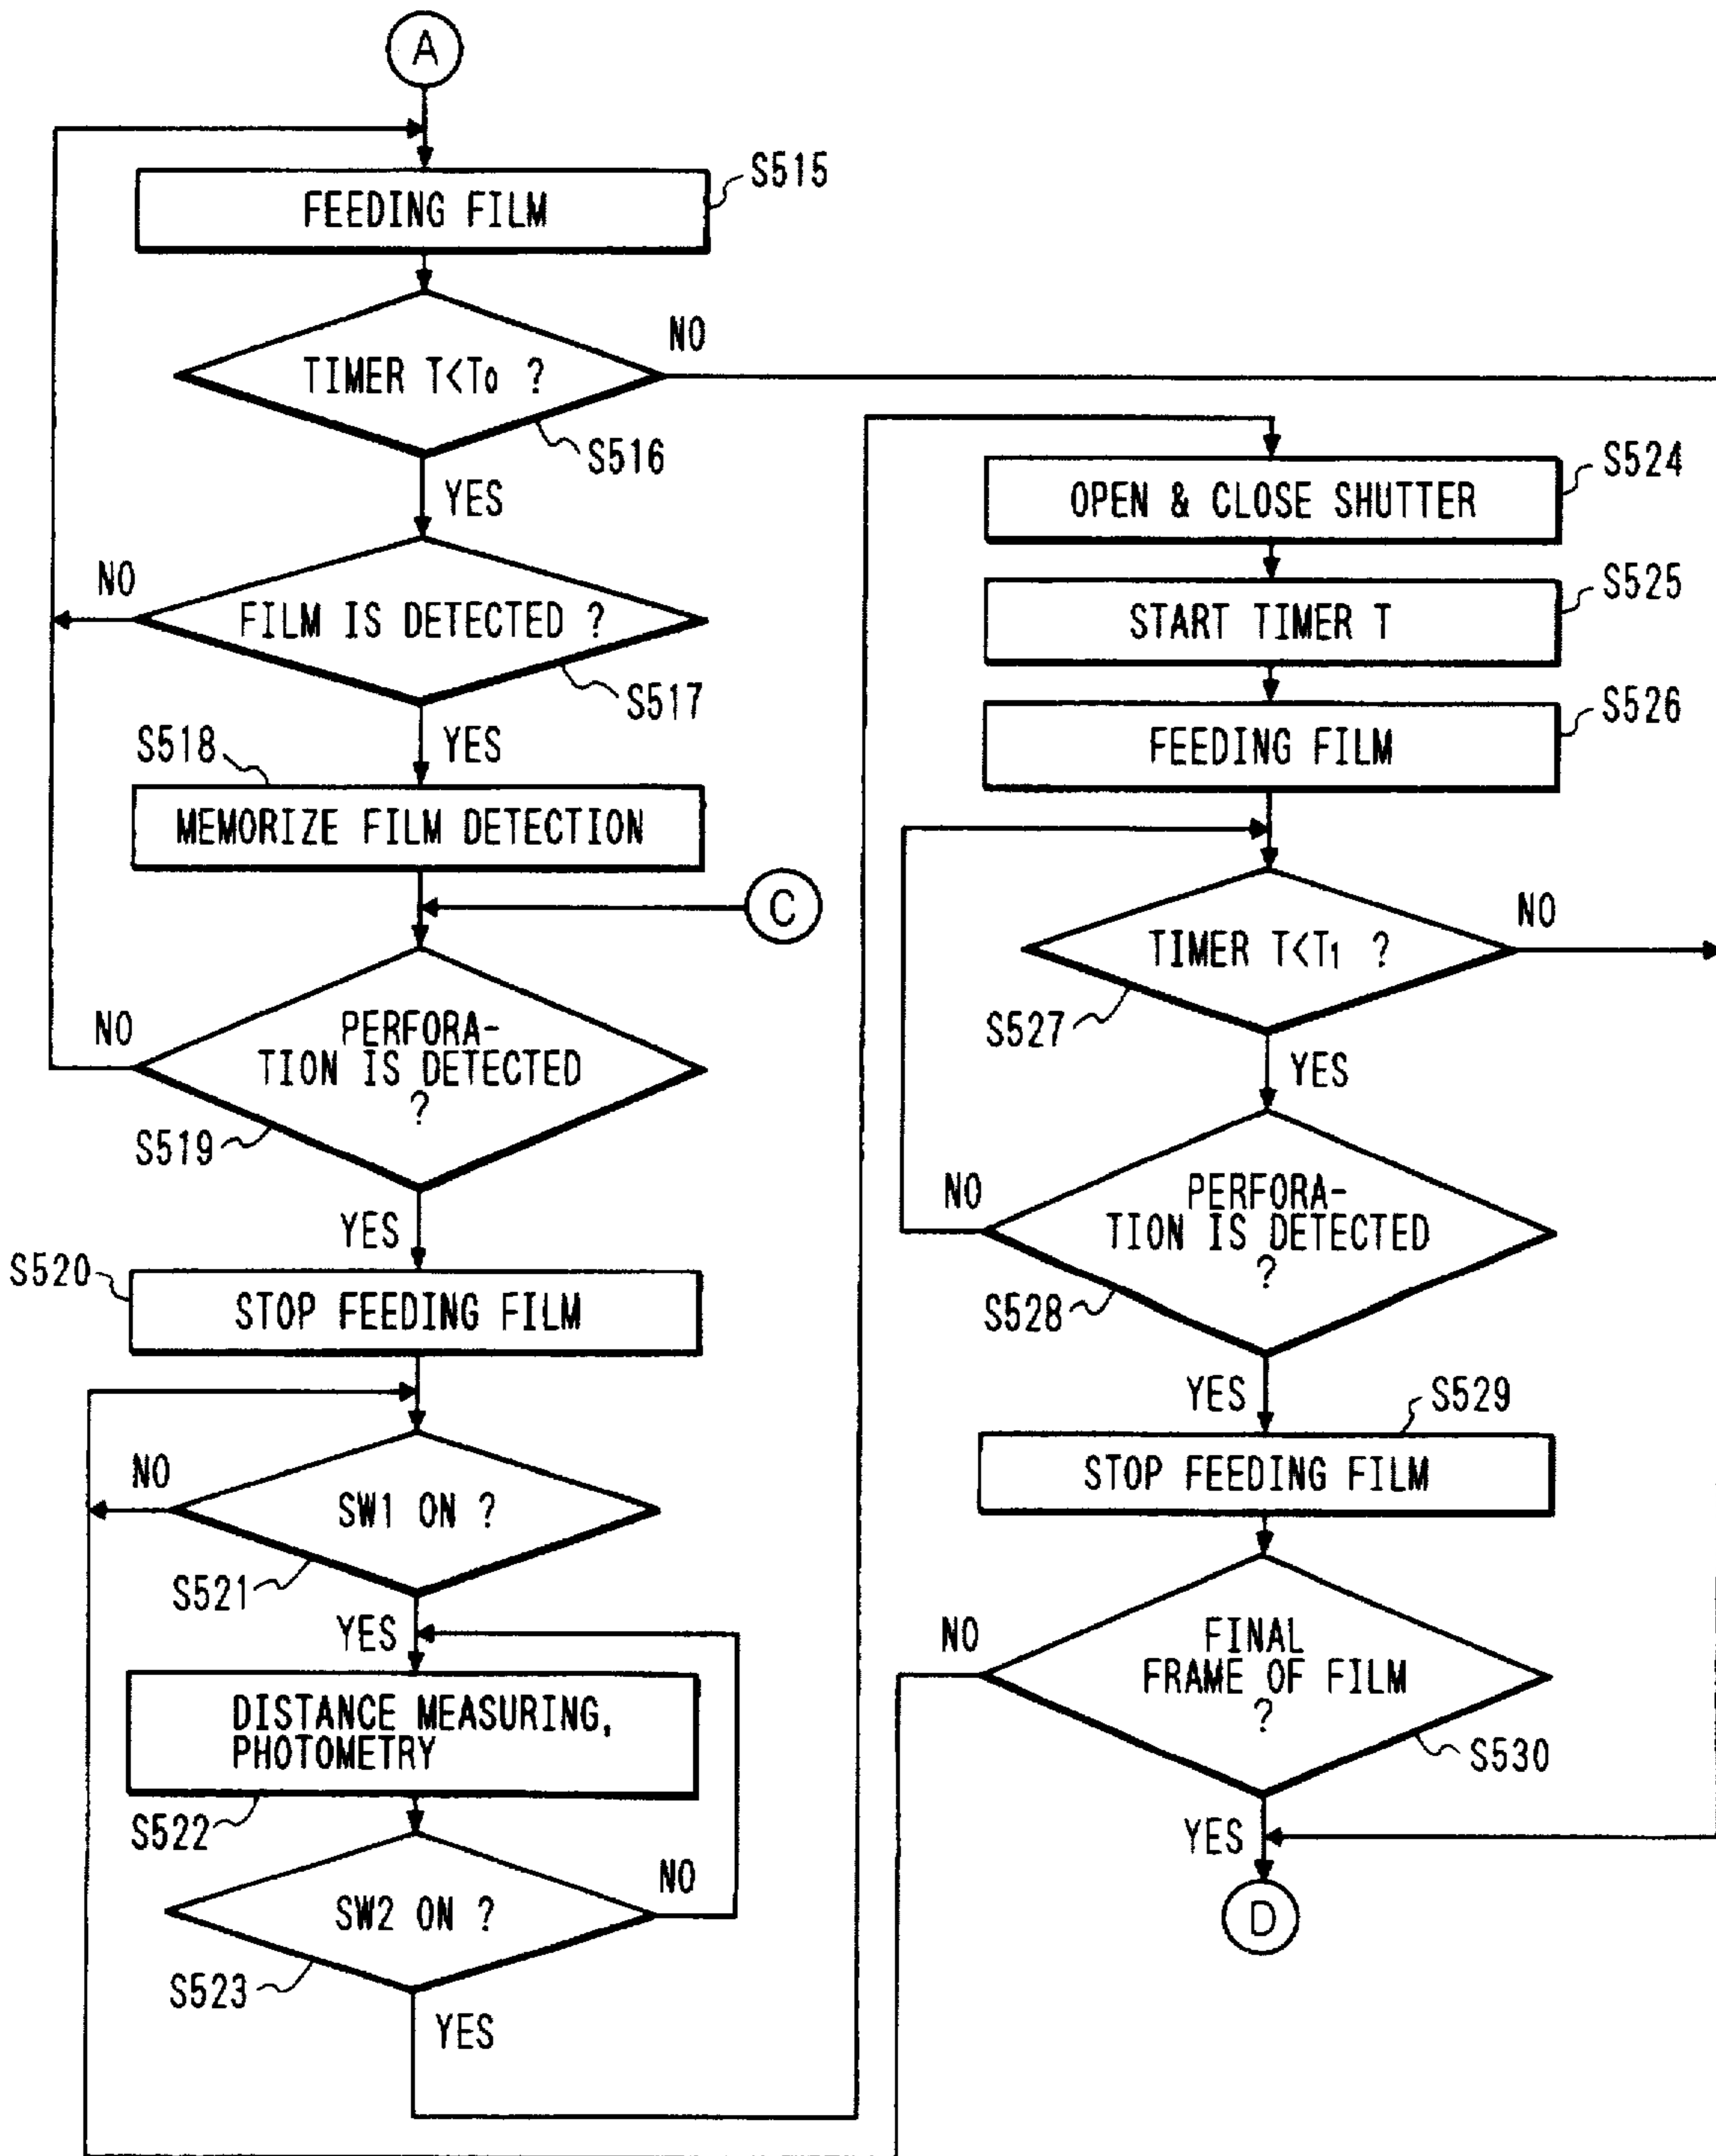 A
FEEDING FILM
S515
TIMER T<T0 ?
NO
S516
YES
FILM IS DETECTED ?
NO
S517
YES
S518
MEMORIZE FILM DETECTION
C
PERFORA-
TION IS DETECTED
?
NO
S519
YES
S520
STOP FEEDING FILM
SW1 ON ?
NO
S521
YES
DISTANCE MEASURING,
PHOTOMETRY
S522
SW2 ON ?
NO
S523
YES
OPEN & CLOSE SHUTTER
S524
START TIMER T
S525
FEEDING FILM
S526
TIMER T<T1 ?
NO
S527
YES
PERFORA-
TION IS DETECTED
?
NO
S528
YES
S529
STOP FEEDING FILM
FINAL
FRAME OF FILM
?
NO
S530
YES
D